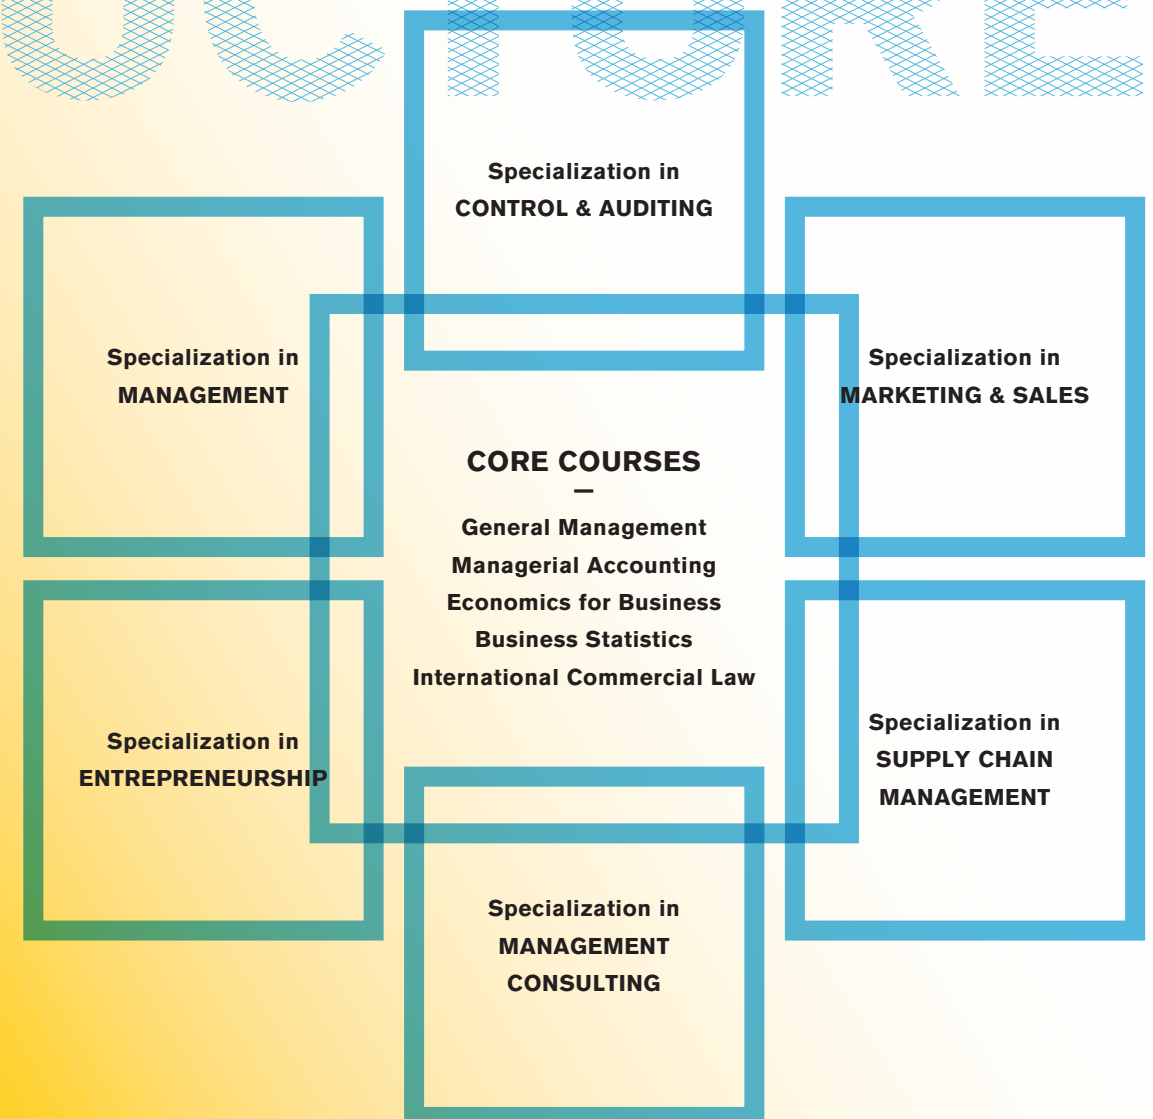 UCTURE
Specialization in
CONTROL & AUDITING
Specialization in
MANAGEMENT
Specialization in
MARKETING & SALES
CORE COURSES
–
General Management
Managerial Accounting
Economics for Business
Business Statistics
International Commercial Law
Specialization in
ENTREPRENEURSHIP
Specialization in
SUPPLY CHAIN
MANAGEMENT
Specialization in
MANAGEMENT
CONSULTING